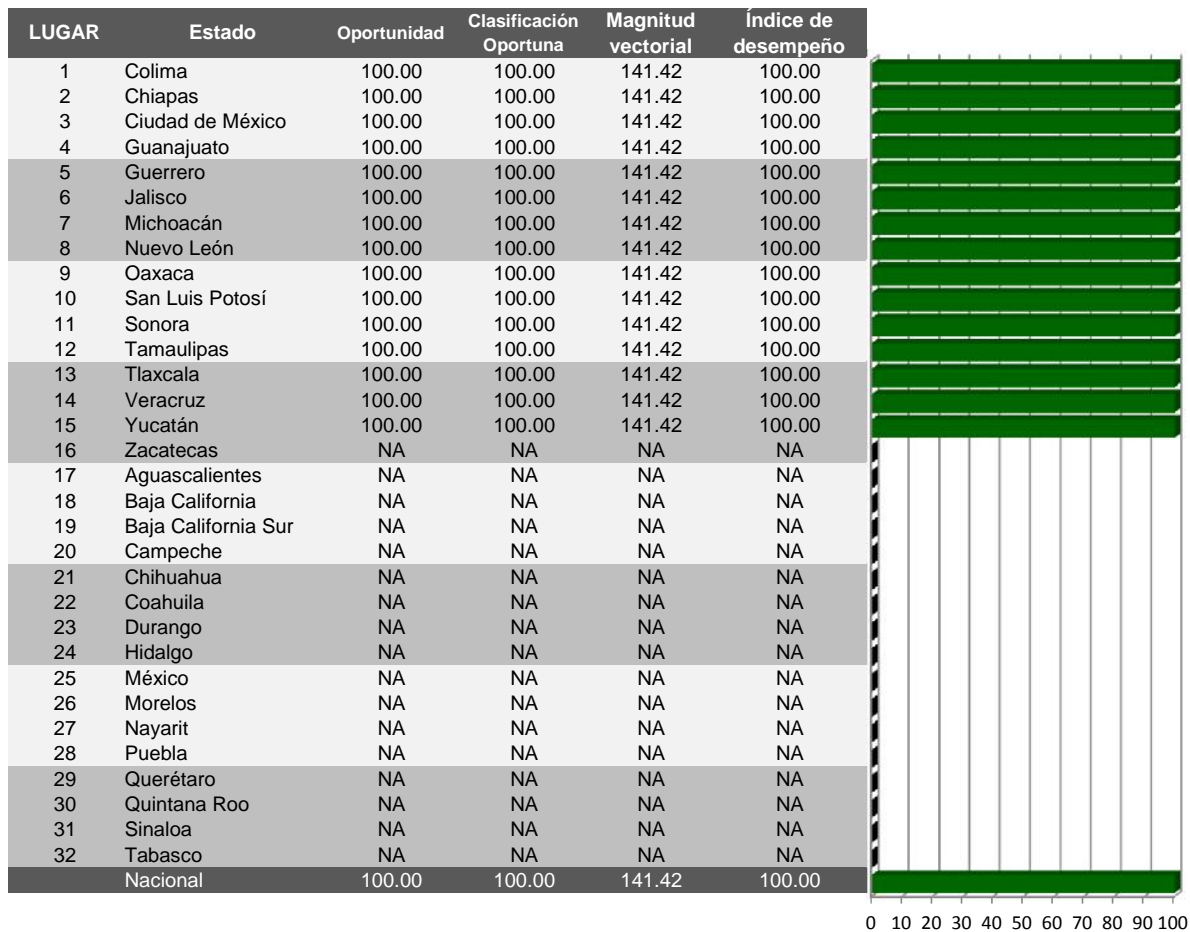 LUGAR Estado Oportunidad Clasificación Oportuna Magnitud vectorial Índice de desempeño
1 Colima 100.00 100.00 141.42 100.00
2 Chiapas 100.00 100.00 141.42 100.00
3 Ciudad de México 100.00 100.00 141.42 100.00
4 Guanajuato 100.00 100.00 141.42 100.00
5 Guerrero 100.00 100.00 141.42 100.00
6 Jalisco 100.00 100.00 141.42 100.00
7 Michoacán 100.00 100.00 141.42 100.00
8 Nuevo León 100.00 100.00 141.42 100.00
9 Oaxaca 100.00 100.00 141.42 100.00
10 San Luis Potosí 100.00 100.00 141.42 100.00
11 Sonora 100.00 100.00 141.42 100.00
12 Tamaulipas 100.00 100.00 141.42 100.00
13 Tlaxcala 100.00 100.00 141.42 100.00
14 Veracruz 100.00 100.00 141.42 100.00
15 Yucatán 100.00 100.00 141.42 100.00
16 Zacatecas NA NA NA NA
17 Aguascalientes NA NA NA NA
18 Baja California NA NA NA NA
19 Baja California Sur NA NA NA NA
20 Campeche NA NA NA NA
21 Chihuahua NA NA NA NA
22 Coahuila NA NA NA NA
23 Durango NA NA NA NA
24 Hidalgo NA NA NA NA
25 México NA NA NA NA
26 Morelos NA NA NA NA
27 Nayarit NA NA NA NA
28 Puebla NA NA NA NA
29 Querétaro NA NA NA NA
30 Quintana Roo NA NA NA NA
31 Sinaloa NA NA NA NA
32 Tabasco NA NA NA NA
Nacional 100.00 100.00 141.42 100.00
0 10 20 30 40 50 60 70 80 90 100